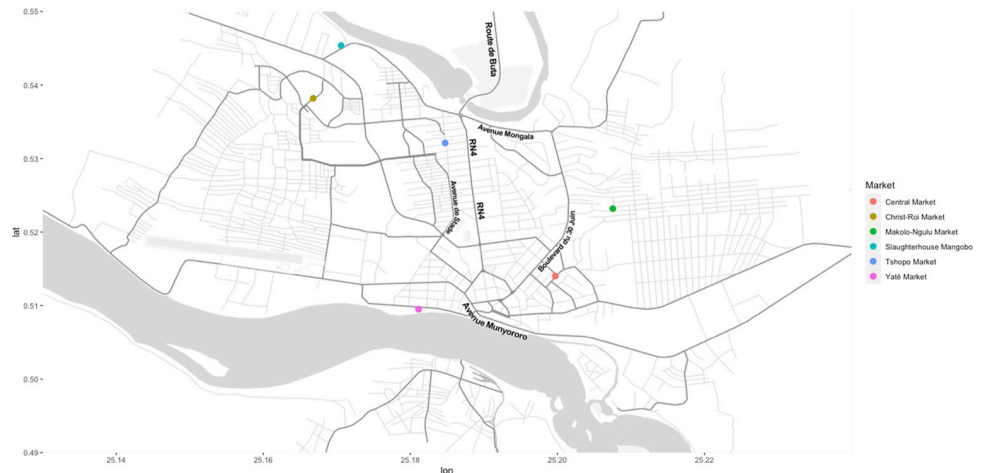 0.55
0.54
0.53
0.52
0.51
0.50
0.49
lat
25.14
25.16
25.18
25.20
25.22
lon
Route de Buta
Avenue Mongala
RN4
RN4
Avenue de Stade
Boulevard du 30 Juin
Avenue Munyororo
Market
Central Market
Christ-Roi Market
Makolo-Ngulu Market
Slaughterhouse Mangobo
Tshopo Market
Yaté Market